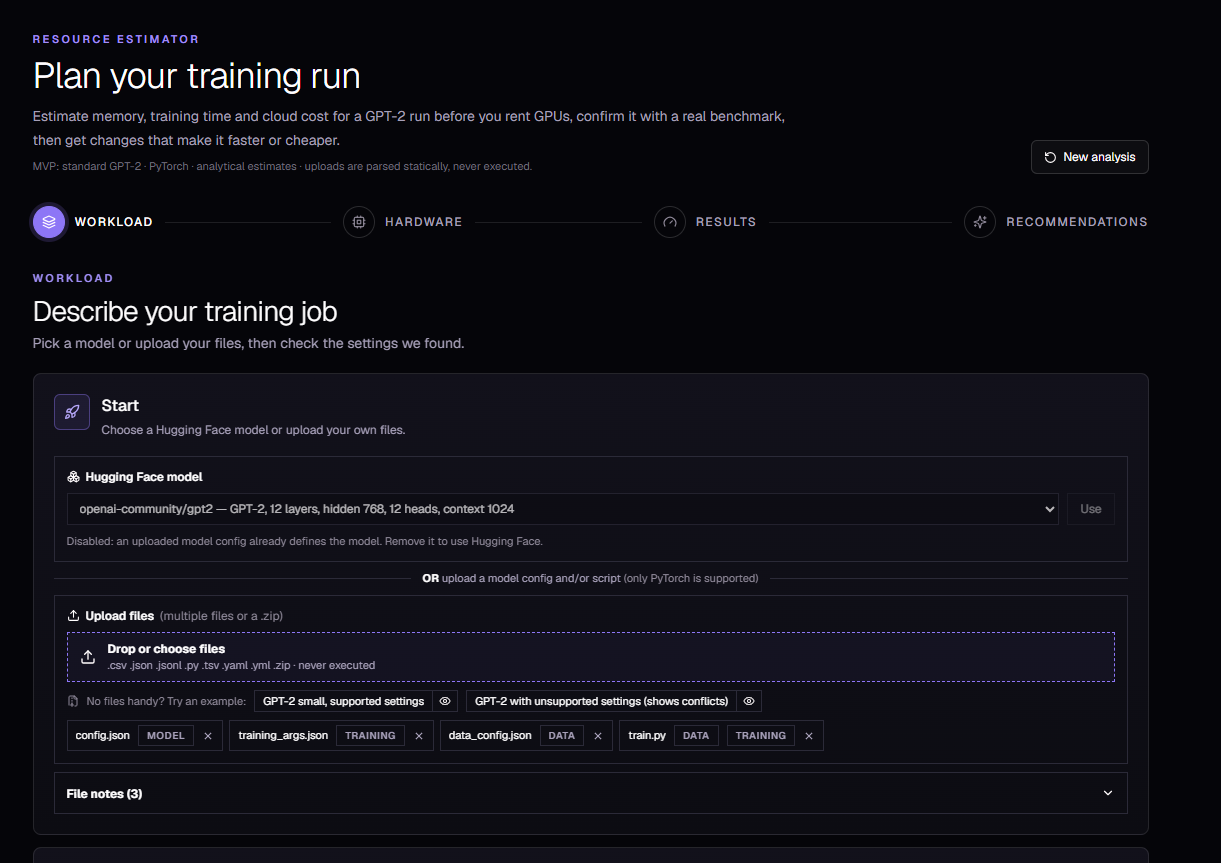 RESOURCE ESTIMATOR
Plan your training run
Estimate memory, training time and cloud cost for a GPT-2 run before you rent GPUs, confirm it with a real benchmark,
then get changes that make it faster or cheaper.
MVP: standard GPT-2 · PyTorch · analytical estimates · uploads are parsed statically, never executed.
New analysis
WORKLOAD
HARDWARE
RESULTS
RECOMMENDATIONS
WORKLOAD
Describe your training job
Pick a model or upload your files, then check the settings we found.
Start
Choose a Hugging Face model or upload your own files.
Hugging Face model
openai-community/gpt2 — GPT-2, 12 layers, hidden 768, 12 heads, context 1024
Use
Disabled: an uploaded model config already defines the model. Remove it to use Hugging Face.
OR upload a model config and/or script (only PyTorch is supported)
Upload files (multiple files or a .zip)
Drop or choose files
.csv .json .jsonl .py .tsv .yaml .yml .zip · never executed
No files handy? Try an example: GPT-2 small, supported settings GPT-2 with unsupported settings (shows conflicts)
config.json MODEL × training_args.json TRAINING × data_config.json DATA × train.py DATA TRAINING ×
File notes (3)